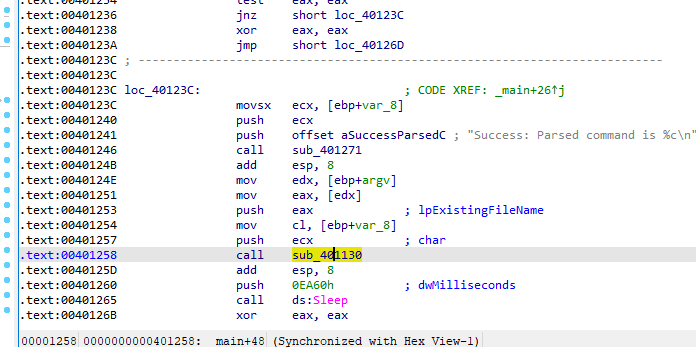 .text:00401234 test eax, eax
.text:00401236 jnz short loc_40123C
.text:00401238 xor eax, eax
.text:0040123A jmp short loc_40126D
.text:0040123C ; ---------------------------------------------------------------------------
.text:0040123C
.text:0040123C loc_40123C: ; CODE XREF: _main+26↑j
.text:0040123C movsx ecx, [ebp+var_8]
.text:00401240 push ecx
.text:00401241 push offset aSuccessParsedC ; "Success: Parsed command is %c\n"
.text:00401246 call sub_401271
.text:0040124B add esp, 8
.text:0040124E mov edx, [ebp+argv]
.text:00401251 mov eax, [edx]
.text:00401253 push eax ; lpExistingFileName
.text:00401254 mov cl, [ebp+var_8]
.text:00401257 push ecx ; char
.text:00401258 call sub_401130
.text:0040125D add esp, 8
.text:00401260 push 0EA60h ; dwMilliseconds
.text:00401265 call ds:Sleep
.text:0040126B xor eax, eax
00001258 0000000000401258: _main+48 (Synchronized with Hex View-1)